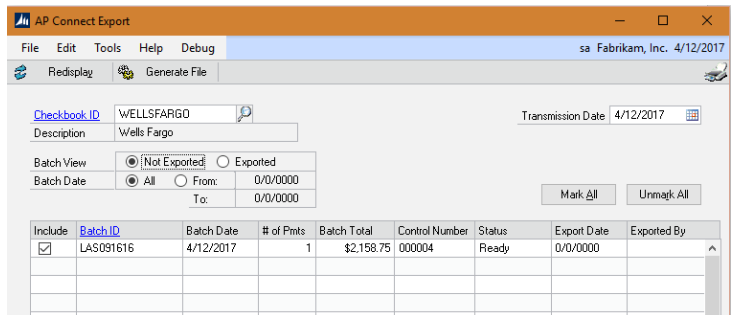 AP Connect Export
File Edit Tools Help Debug sa Fabrikam, Inc. 4/12/2017
Redisplay Generate File
Checkbook ID WELLSFARGO Transmission Date 4/12/2017
Description Wells Fargo
Batch View Not Exported Exported
Batch Date All From: 0/0/0000
To: 0/0/0000 Mark All Unmark All
Include Batch ID Batch Date # of Pmts Batch Total Control Number Status Export Date Exported By
LAS091616 4/12/2017 1 $2,158.75 000004 Ready 0/0/0000